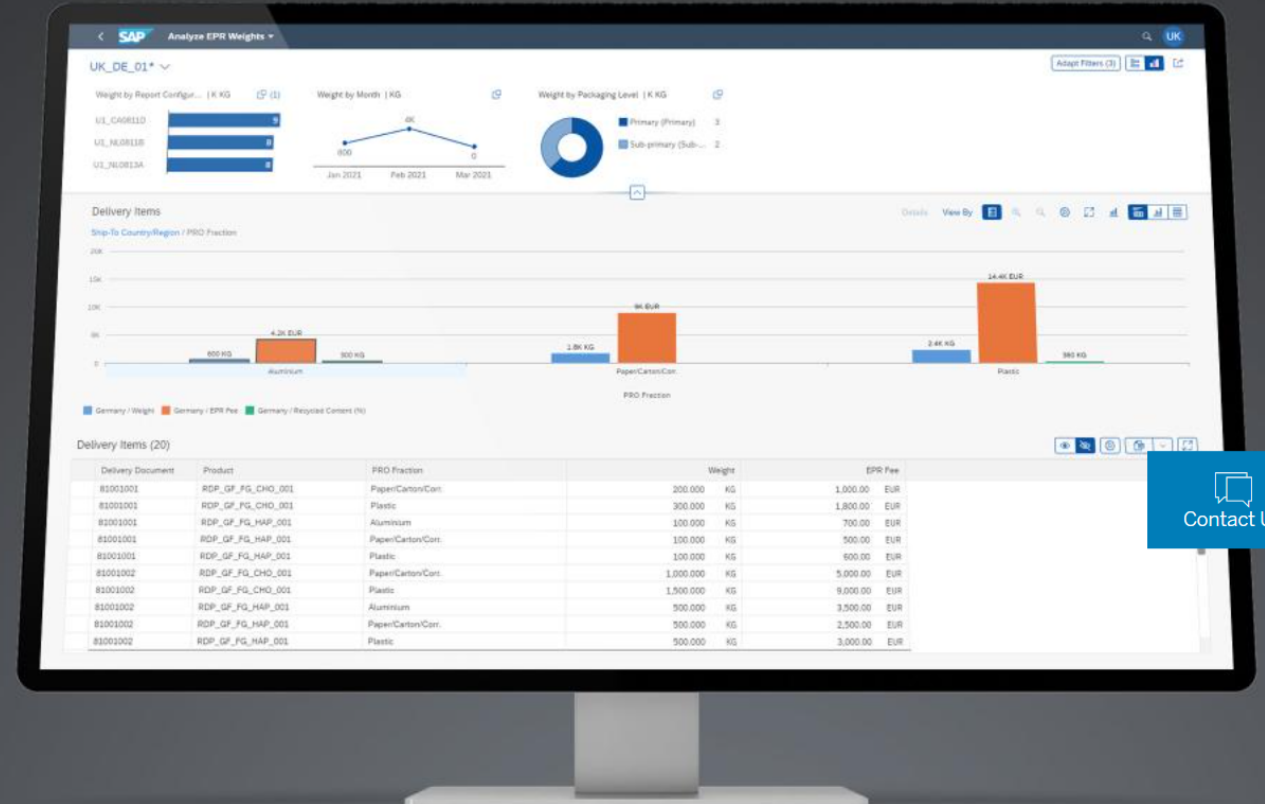 SAP Analyze EPR Weights UK
UK_DE_01* Adapt Filters (3)
Weight by Report Configur... | K KG (1) Weight by Month | KG Weight by Packaging Level | K KG
U1_CA0811D 9
U1_NL0811B 8
U1_NL0813A 8
4K
800 0
Jan 2021 Feb 2021 Mar 2021
Primary (Primary) 3
Sub-primary (Sub-... 2
Delivery Items Details View By
Ship-To Country/Region / PRO Fraction
20K
15K 14.4K EUR
10K 9K EUR
5K 4.2K EUR
600 KG 300 KG 1.8K KG 2.4K KG 360 KG
0
Aluminium Paper/Carton/Corr. Plastic
PRO Fraction
Germany / Weight Germany / EPR Fee Germany / Recycled Content (%)
Delivery Items (20)
Delivery Document Product PRO Fraction Weight EPR Fee
81001001 RDP_GF_FG_CHO_001 Paper/Carton/Corr. 200.000 KG 1,000.00 EUR
81001001 RDP_GF_FG_CHO_001 Plastic 300.000 KG 1,800.00 EUR
81001001 RDP_GF_FG_HAP_001 Aluminium 100.000 KG 700.00 EUR
81001001 RDP_GF_FG_HAP_001 Paper/Carton/Corr. 100.000 KG 500.00 EUR
81001001 RDP_GF_FG_HAP_001 Plastic 100.000 KG 600.00 EUR
81001002 RDP_GF_FG_CHO_001 Paper/Carton/Corr. 1,000.000 KG 5,000.00 EUR
81001002 RDP_GF_FG_CHO_001 Plastic 1,500.000 KG 9,000.00 EUR
81001002 RDP_GF_FG_HAP_001 Aluminium 500.000 KG 3,500.00 EUR
81001002 RDP_GF_FG_HAP_001 Paper/Carton/Corr. 500.000 KG 2,500.00 EUR
81001002 RDP_GF_FG_HAP_001 Plastic 500.000 KG 3,000.00 EUR
Contact U